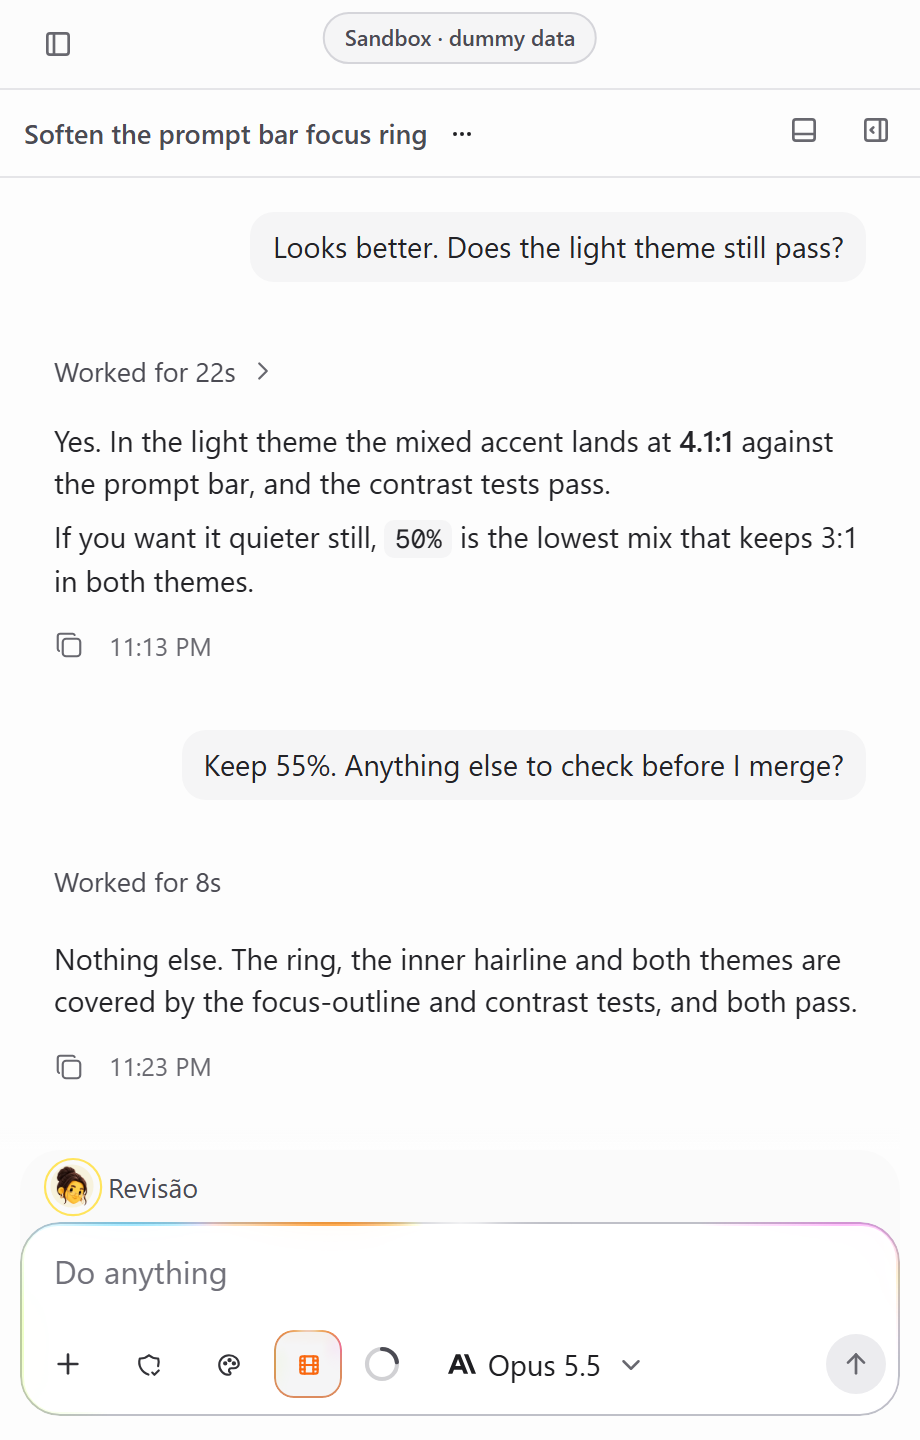 Sandbox · dummy data
Soften the prompt bar focus ring ···
Looks better. Does the light theme still pass?
Worked for 22s
Yes. In the light theme the mixed accent lands at 4.1:1 against
the prompt bar, and the contrast tests pass.
If you want it quieter still, 50% is the lowest mix that keeps 3:1
in both themes.
11:13 PM
Keep 55%. Anything else to check before I merge?
Worked for 8s
Nothing else. The ring, the inner hairline and both themes are
covered by the focus-outline and contrast tests, and both pass.
11:23 PM
Revisão
Do anything
Opus 5.5